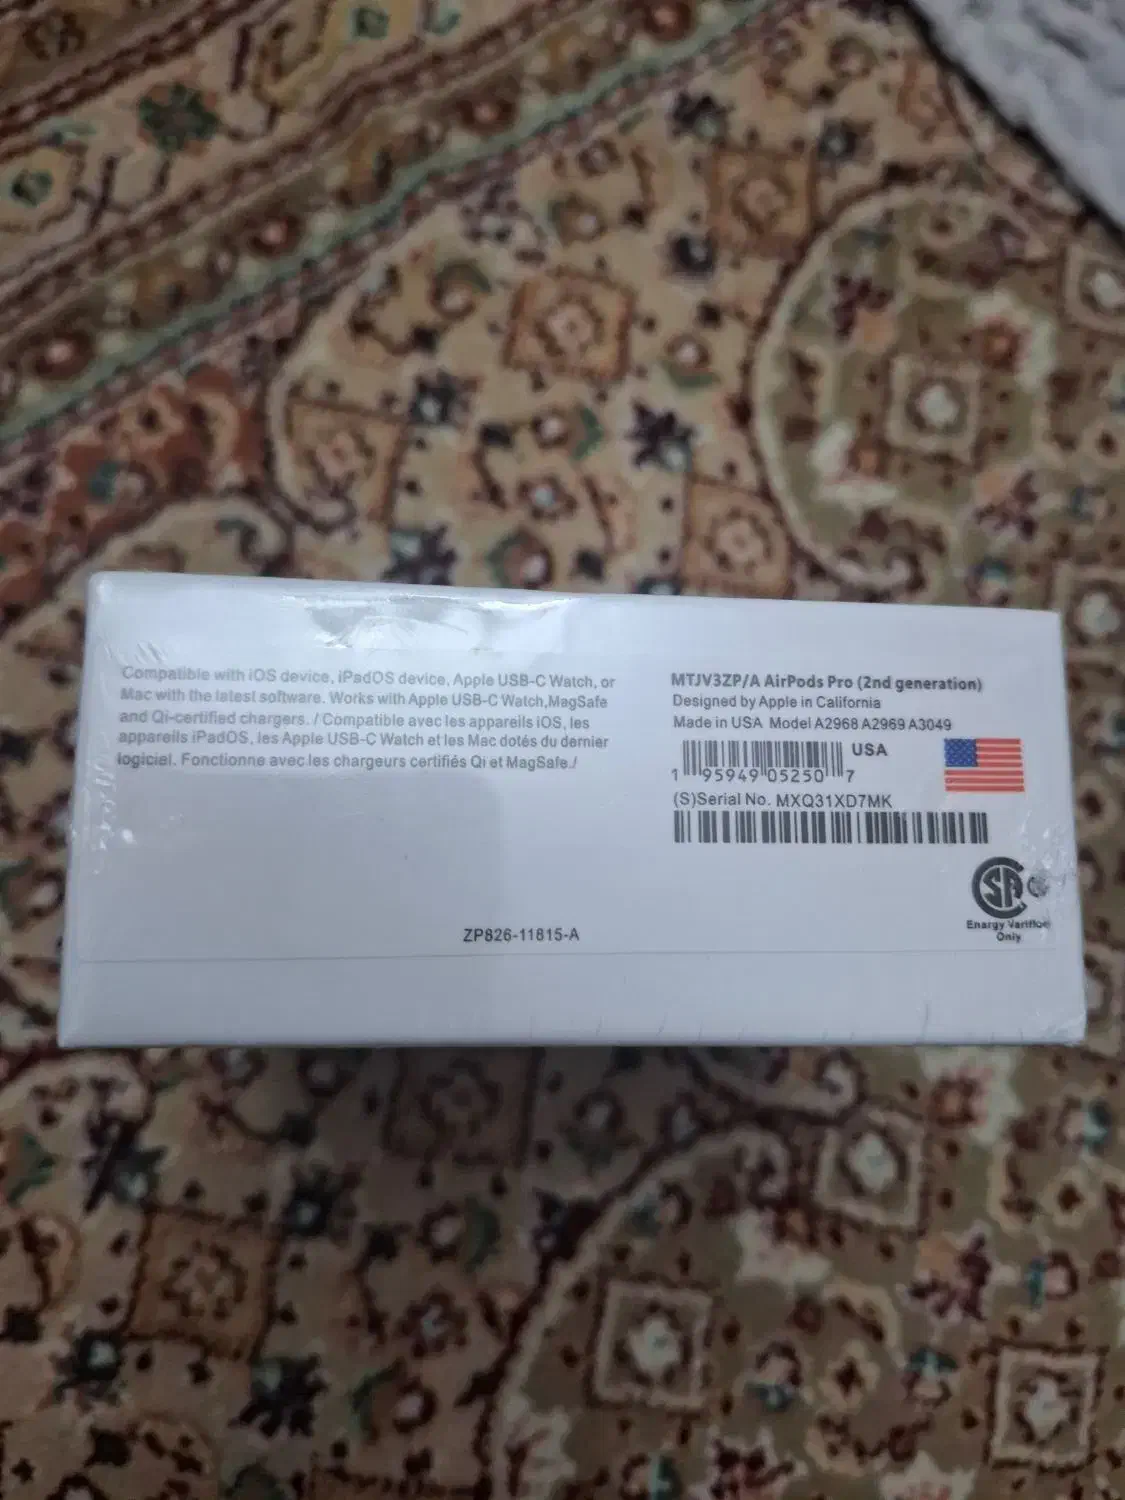 Compatible with iOS device, iPadOS device, Apple USB-C Watch, or
Mac with the latest software. Works with Apple USB-C Watch,MagSafe
and Qi-certified chargers. / Compatible avec les appareils iOS, les
appareils iPadOS, les Apple USB-C Watch et les Mac dotés du dernier
logiciel. Fonctionne avec les chargeurs certifiés Qi et MagSafe./
ZP826-11815-A
MTJV3ZP/A AirPods Pro (2nd generation)
Designed by Apple in California
Made in USA Model A2968 A2969 A3049
USA
1 95949 05250 7
(S)Serial No. MXQ31XD7MK
SA
Energy
Only